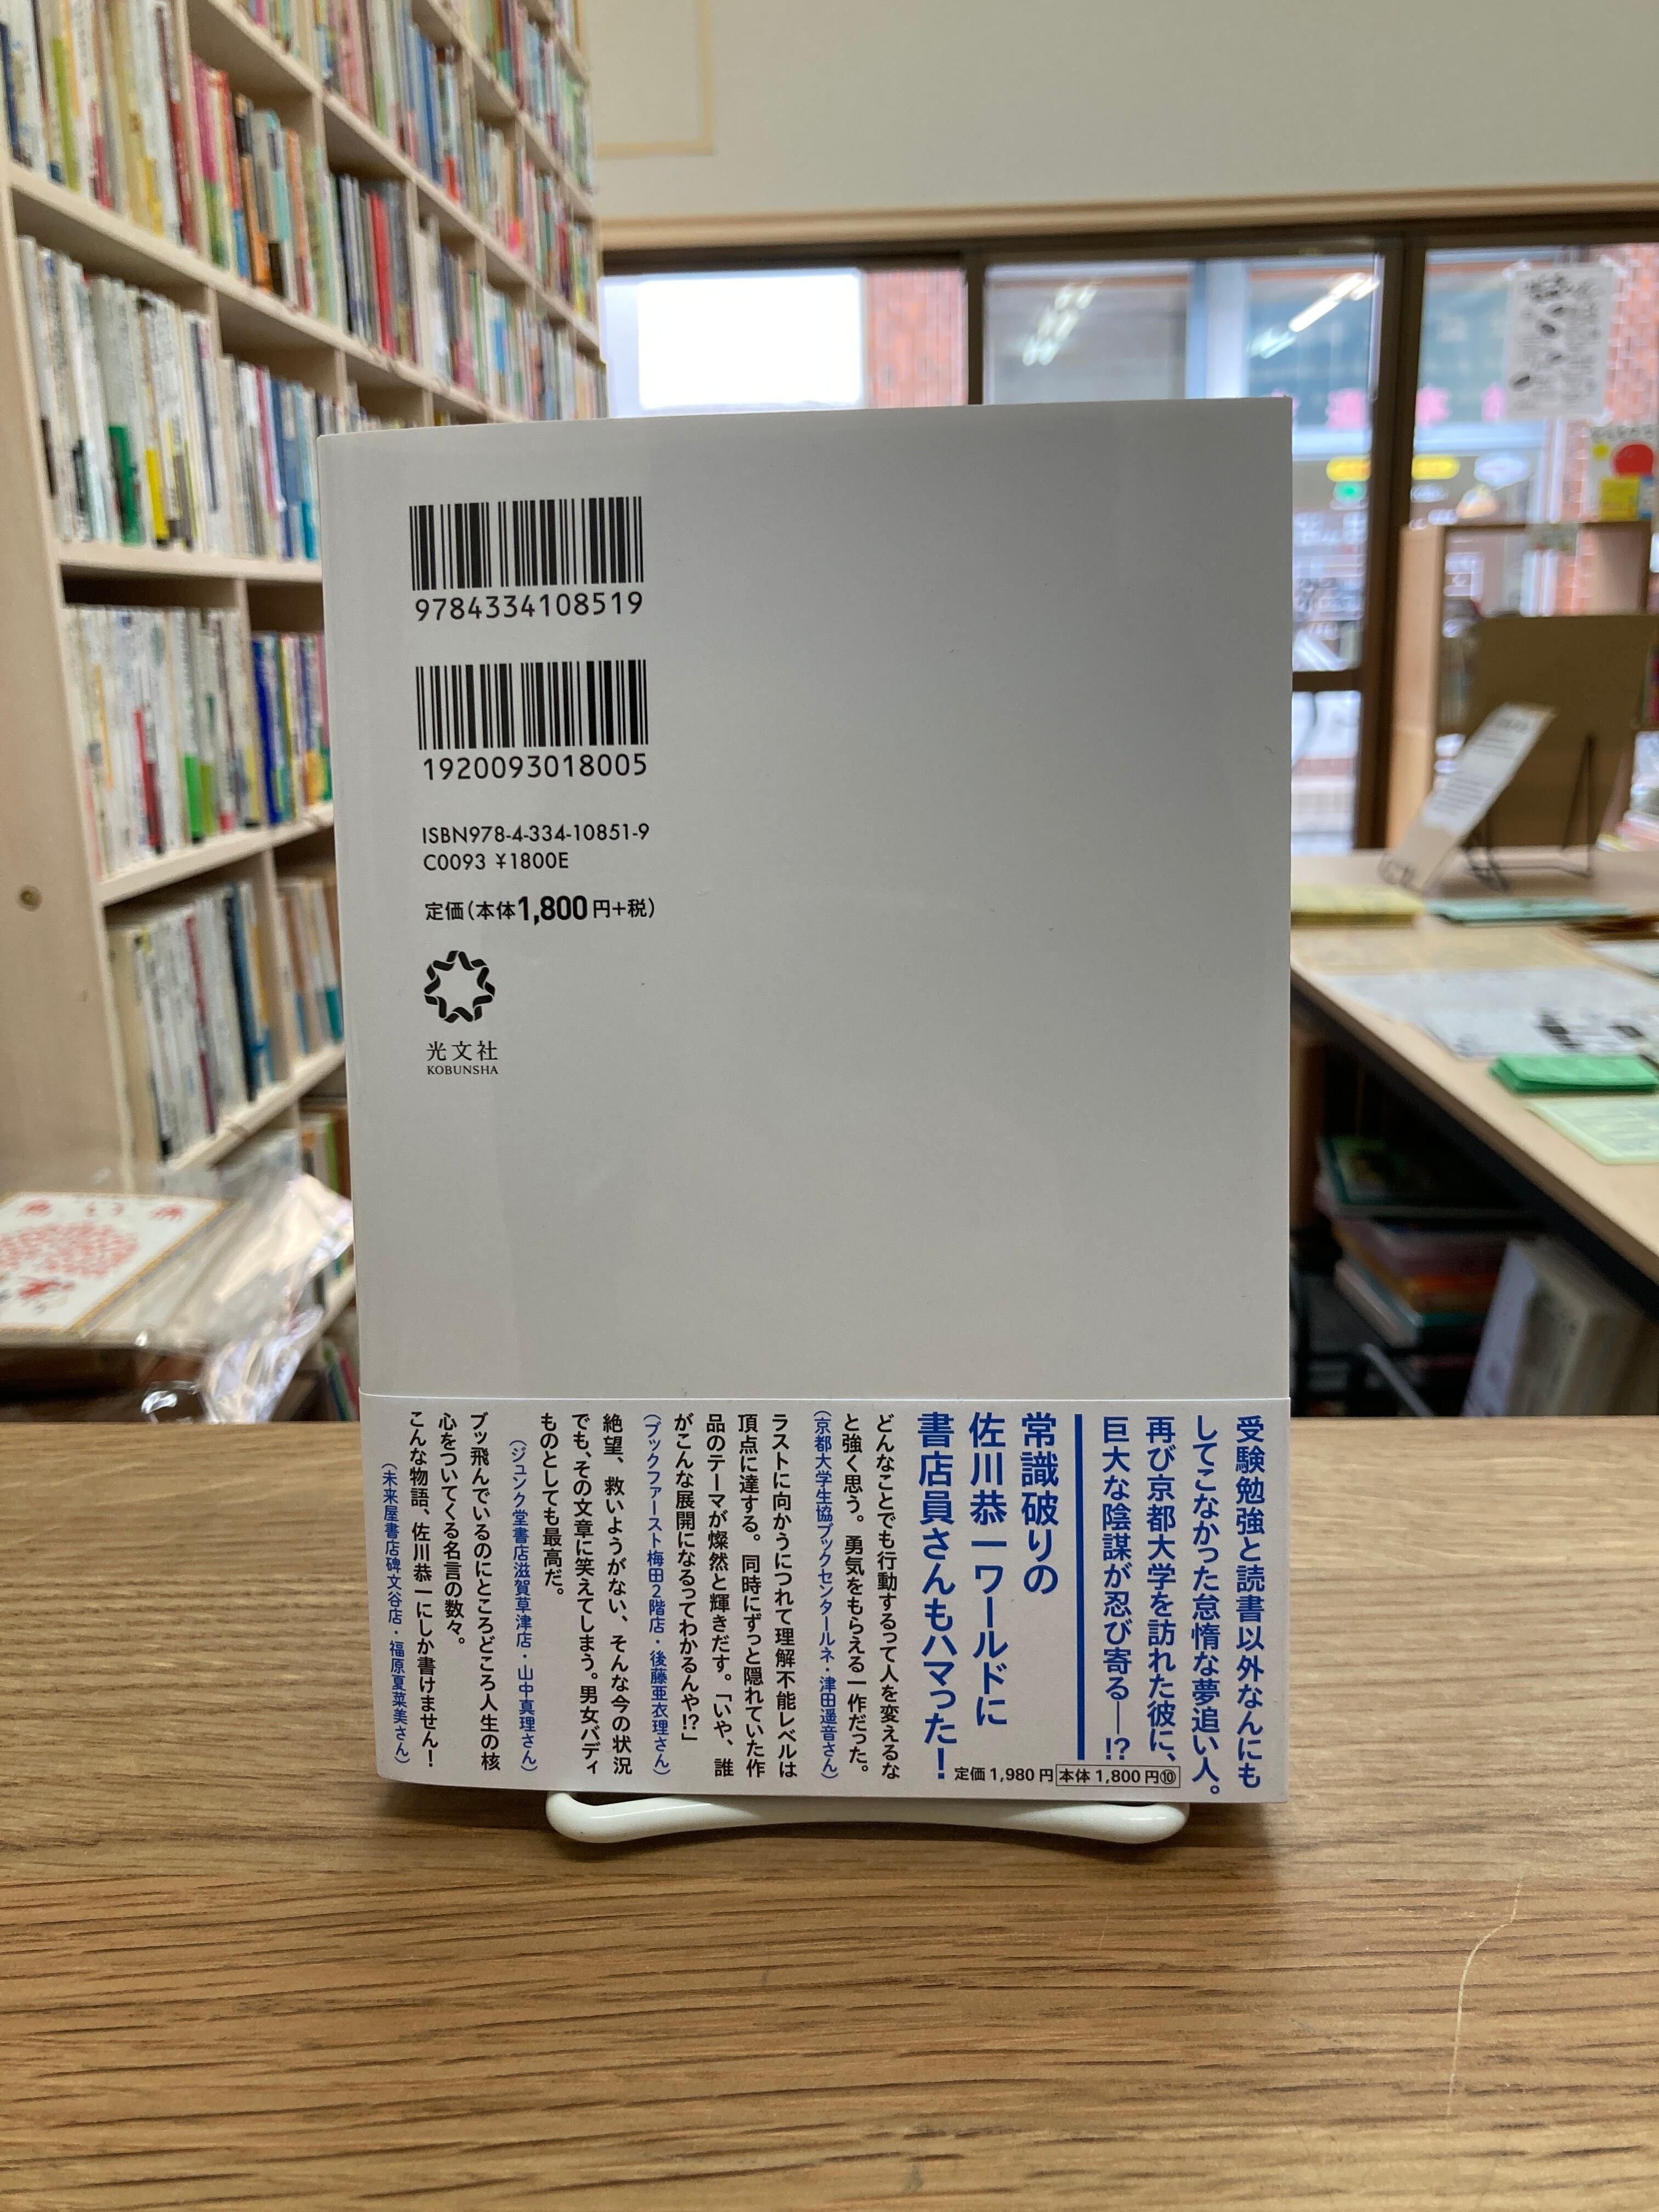 9784334108519
1920093018005
ISBN978-4-334-10851-9
C0093 ¥1800E
定価(本体1,800円+税)
光文社
KOBUNSHA
受験勉強と読書以外なんにも
してこなかった怠惰な夢追い人。
再び京都大学を訪れた彼に、
巨大な陰謀が忍び寄る――!?
常識破りの
佐川恭一ワールドに
書店員さんもハマった！
どんなことでも行動するって人を変えるな
と強く思う。勇気をもらえる一作だった。
（京都大学生協ブックセンタールネ・津田遥音さん）
ラストに向かうにつれて理解不能レベルは
頂点に達する。同時にずっと隠れていた作
品のテーマが燦然と輝きだす。「いや、誰
がこんな展開になるってわかるんや!?」
（ブックファースト梅田2階店・後藤亜衣理さん）
絶望、救いようがない、そんな今の状況
でも、その文章に笑えてしまう。男女バディ
ものとしても最高だ。
（ジュンク堂書店滋賀草津店・山中真理さん）
ブッ飛んでいるのにところどころ人生の核
心をついてくる名言の数々。
こんな物語、佐川恭一にしか書けません！
（未来屋書店碑文谷店・福原夏菜美さん）
定価1,980円 本体1,800円⑩